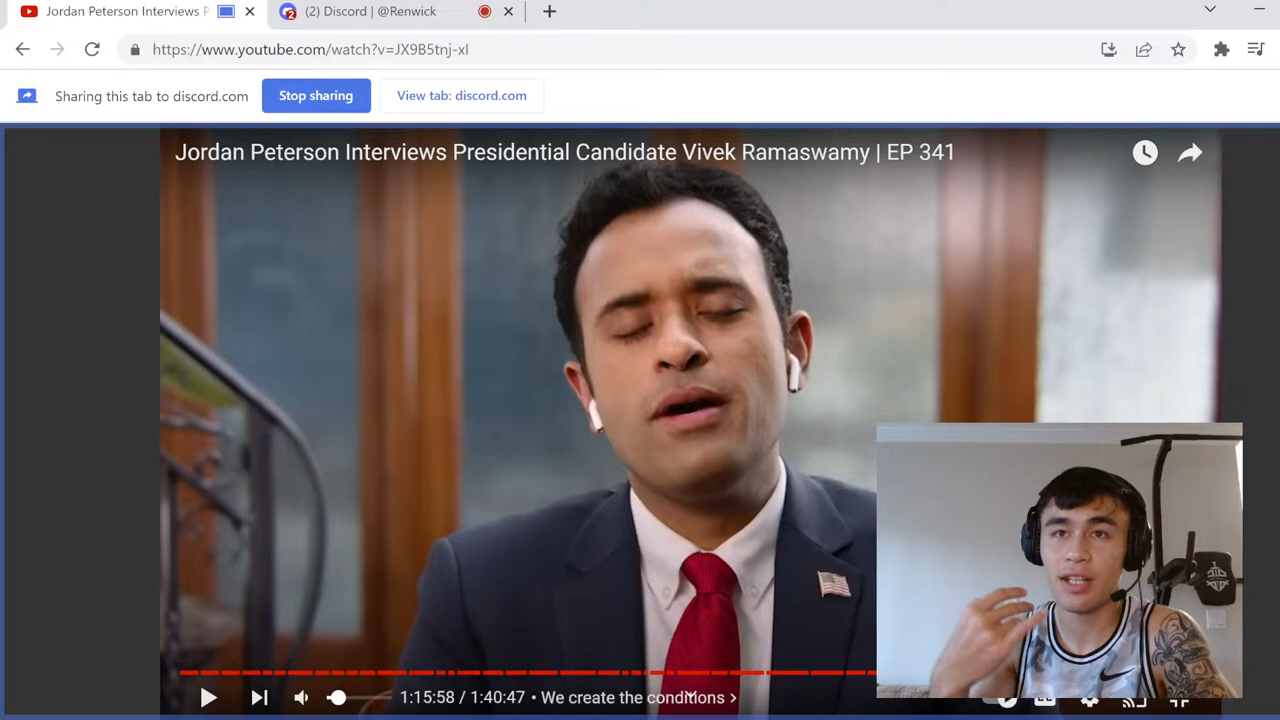 Jordan Peterson Interviews P
(2) Discord | @Renwick
https://www.youtube.com/watch?v=JX9B5tnj-xI
Sharing this tab to discord.com
Stop sharing
View tab: discord.com
Jordan Peterson Interviews Presidential Candidate Vivek Ramaswamy | EP 341
1:15:58 / 1:40:47 • We create the conditions